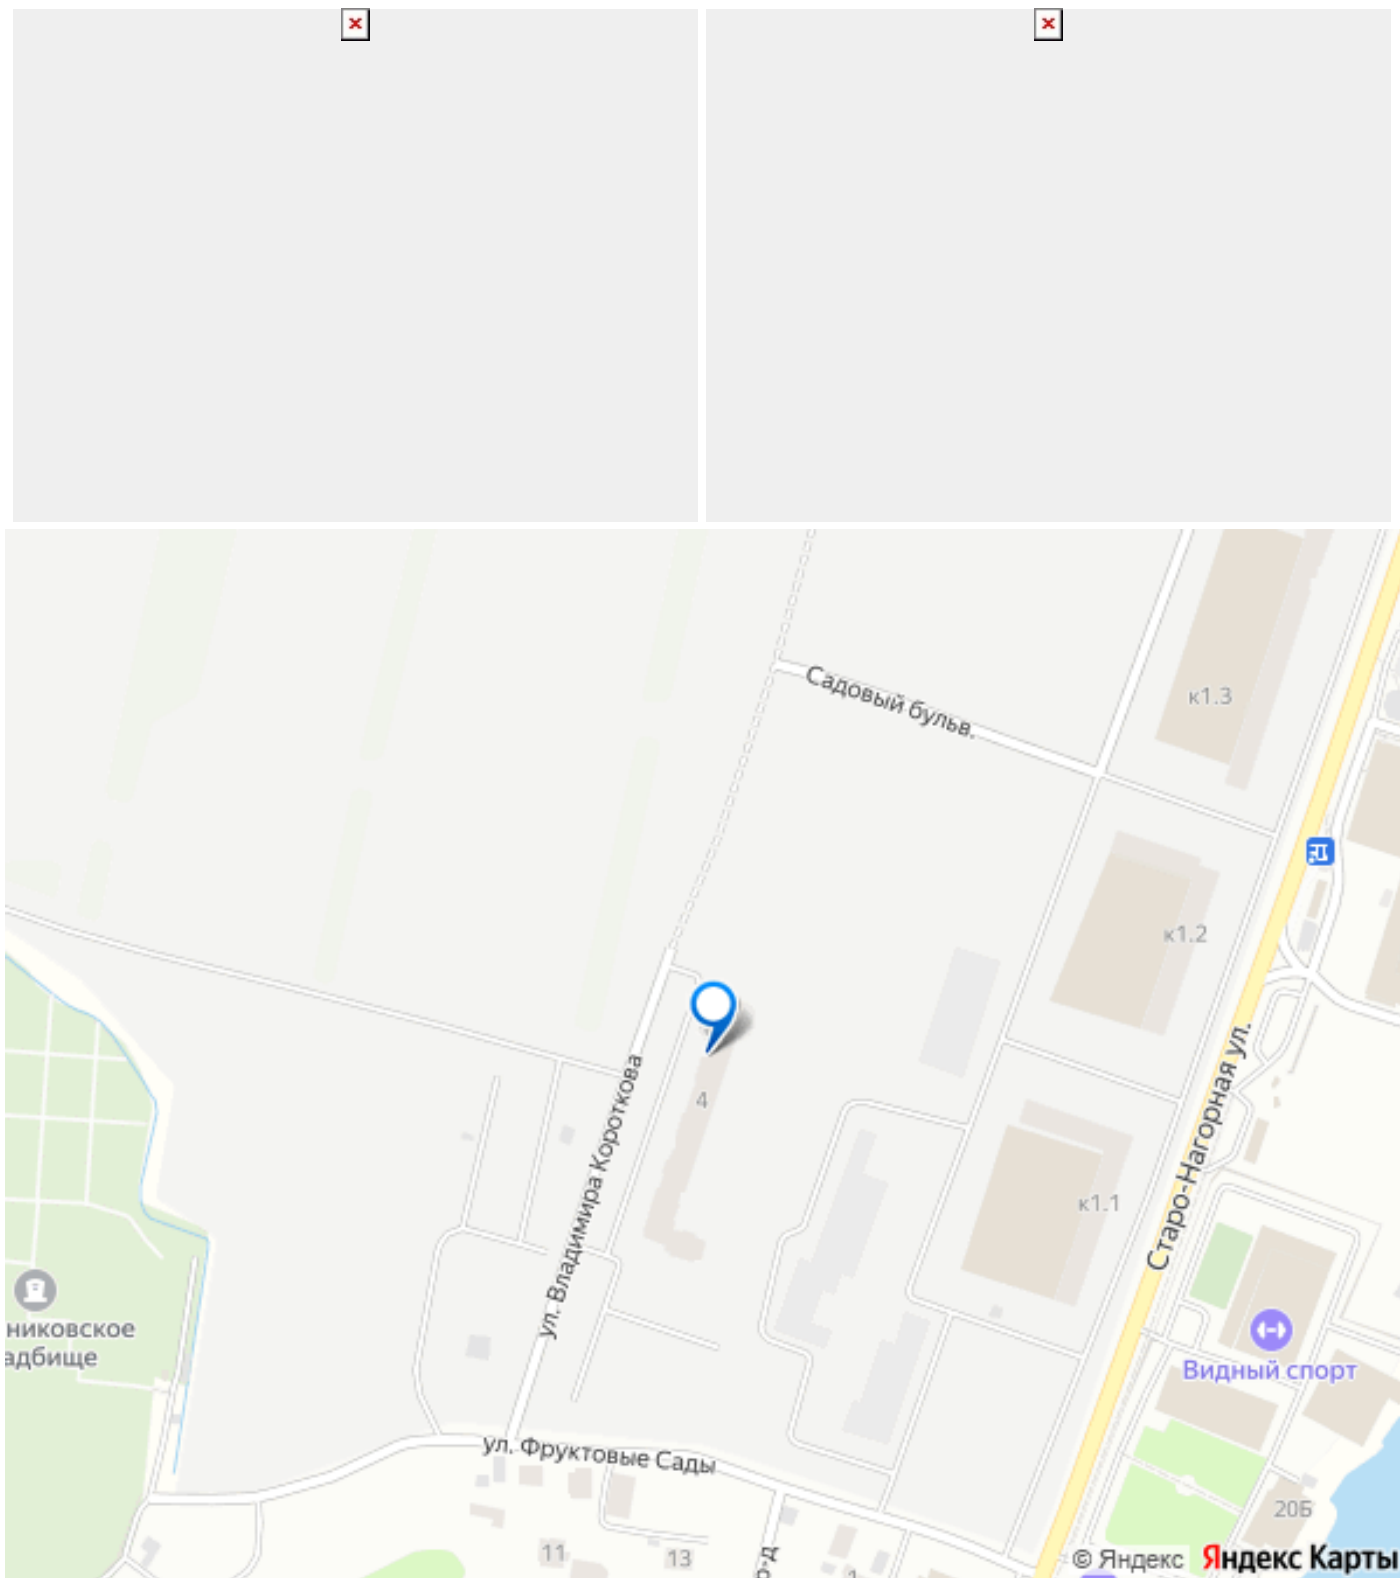 Садовый бульв.
к1.3
к1.2
4
к1.1
ул. Владимира Короткова
Старо-Нагорная ул.
никовское
адбище
Видный спорт
ул. Фруктовые Сады
20Б
11
13
© Яндекс Яндекс Карты